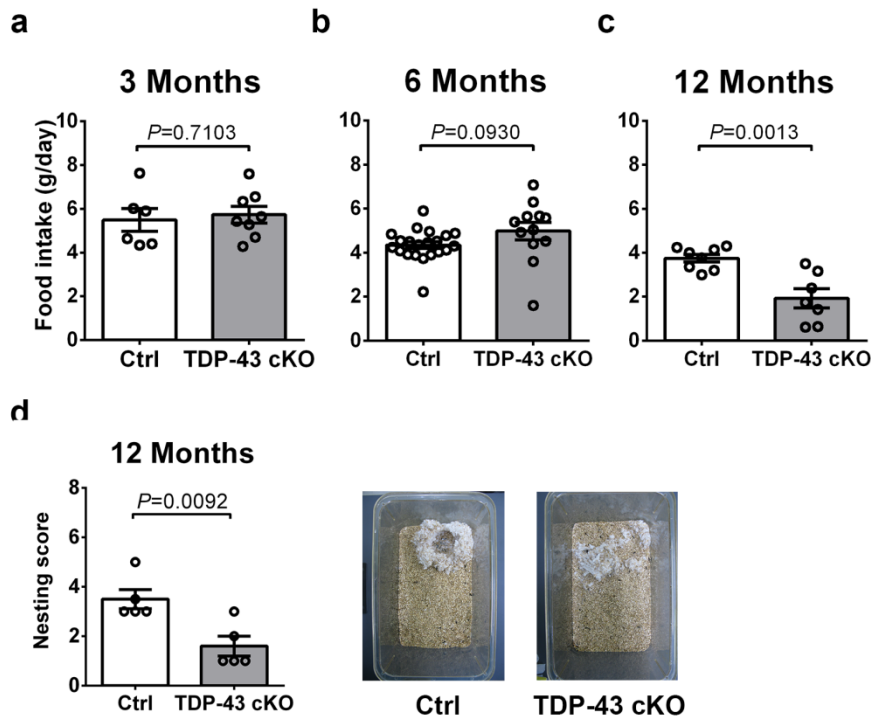 a
b
c
3 Months
6 Months
12 Months
Food intake (g/day)
10
8
6
4
2
0
P=0.7103
Ctrl
TDP-43 cKO
10
8
6
4
2
0
P=0.0930
Ctrl
TDP-43 cKO
10
8
6
4
2
0
P=0.0013
Ctrl
TDP-43 cKO
d
12 Months
Nesting score
8
6
4
2
0
P=0.0092
Ctrl
TDP-43 cKO
Ctrl
TDP-43 cKO